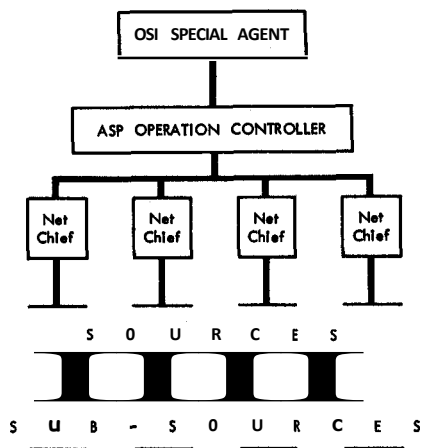 OSI SPECIAL AGENT
ASP OPERATION CONTROLLER
Net Net Net Net
Chief Chief Chief Chief
S O U R C E S
S U B - S O U R C E S